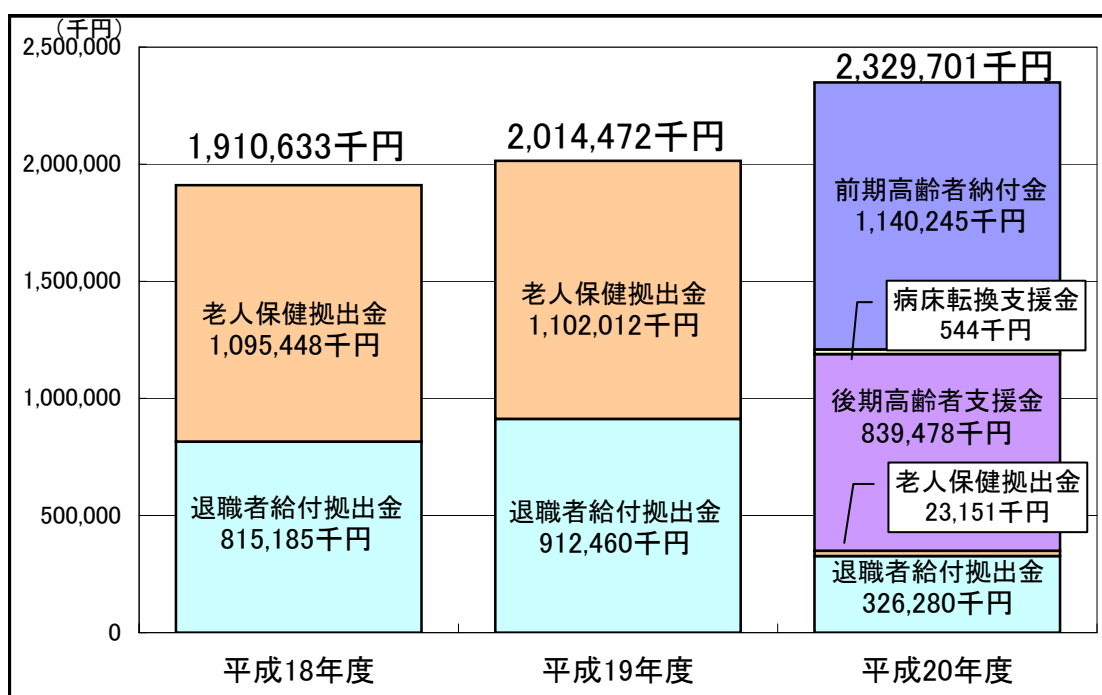 (千円)
2,500,000
2,000,000
1,500,000
1,000,000
500,000
0
1,910,633千円
老人保健拠出金
1,095,448千円
退職者給付拠出金
815,185千円
平成18年度
2,014,472千円
老人保健拠出金
1,102,012千円
退職者給付拠出金
912,460千円
平成19年度
2,329,701千円
前期高齢者納付金
1,140,245千円
病床転換支援金
544千円
後期高齢者支援金
839,478千円
老人保健拠出金
23,151千円
退職者給付拠出金
326,280千円
平成20年度